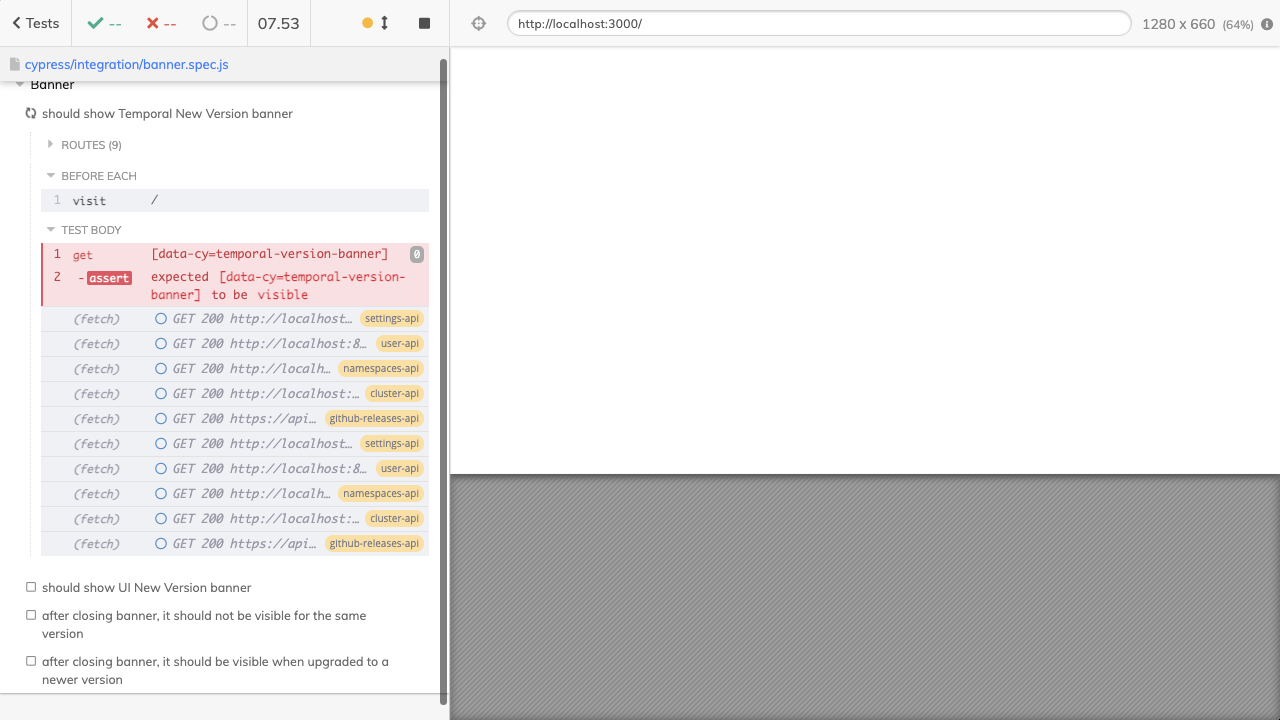 Tests
--
--
--
07.53
http://localhost:3000/
1280 x 660 (64%)
cypress/integration/banner.spec.js
Banner
should show Temporal New Version banner
ROUTES (9)
BEFORE EACH
1 visit /
TEST BODY
1 get [data-cy=temporal-version-banner] 0
2 -assert expected [data-cy=temporal-version-
banner] to be visible
(fetch) GET 200 http://localhost… settings-api
(fetch) GET 200 http://localhost:8… user-api
(fetch) GET 200 http://localh… namespaces-api
(fetch) GET 200 http://localhost:… cluster-api
(fetch) GET 200 https://api… github-releases-api
(fetch) GET 200 http://localhost… settings-api
(fetch) GET 200 http://localhost:8… user-api
(fetch) GET 200 http://localh… namespaces-api
(fetch) GET 200 http://localhost:… cluster-api
(fetch) GET 200 https://api… github-releases-api
should show UI New Version banner
after closing banner, it should not be visible for the same
version
after closing banner, it should be visible when upgraded to a
newer version